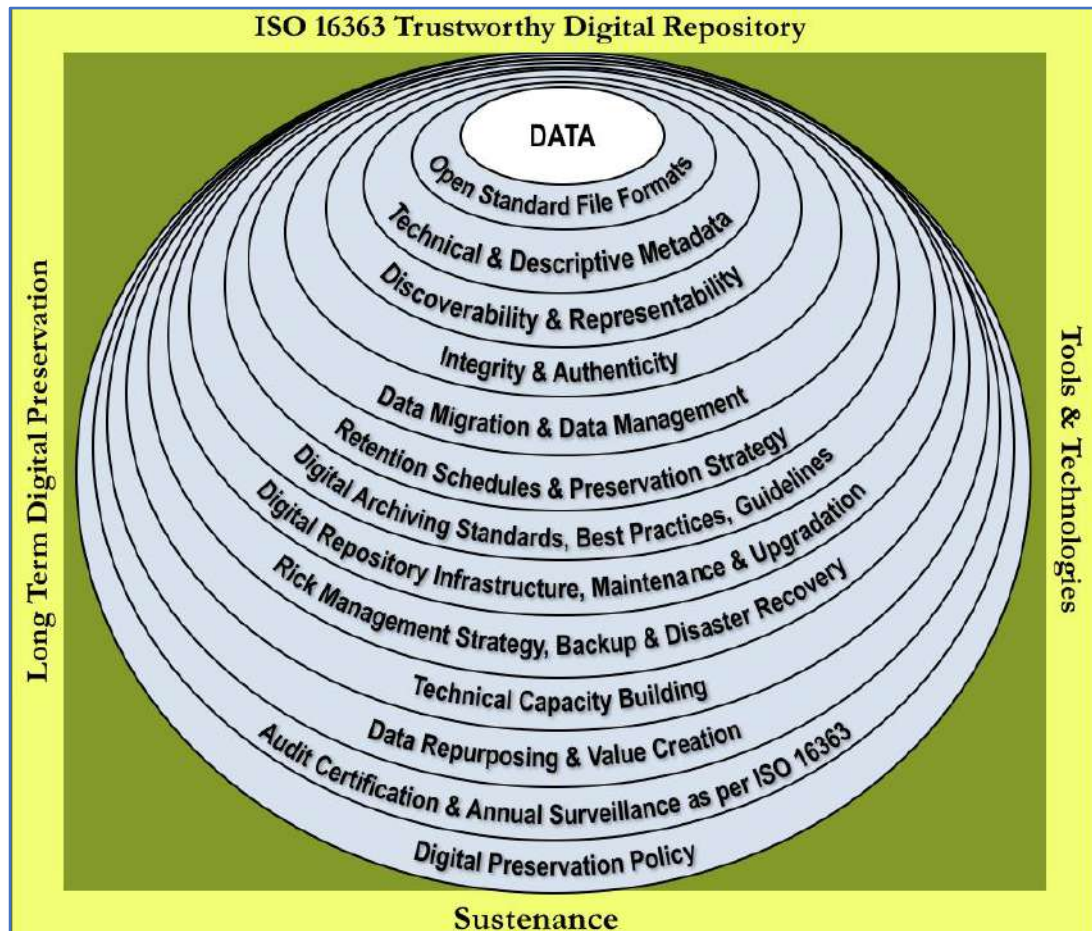 ISO 16363 Trustworthy Digital Repository
Long Term Digital Preservation
DATA
Open Standard File Formats
Technical & Descriptive Metadata
Discoverability & Representability
Integrity & Authenticity
Data Migration & Data Management
Retention Schedules & Preservation Strategy
Digital Archiving Standards, Best Practices, Guidelines
Digital Repository Infrastructure, Maintenance & Upgradation
Rick Management Strategy, Backup & Disaster Recovery
Technical Capacity Building
Data Repurposing & Value Creation
Audit Certification & Annual Surveillance as per ISO 16363
Digital Preservation Policy
Tools & Technologies
Sustenance